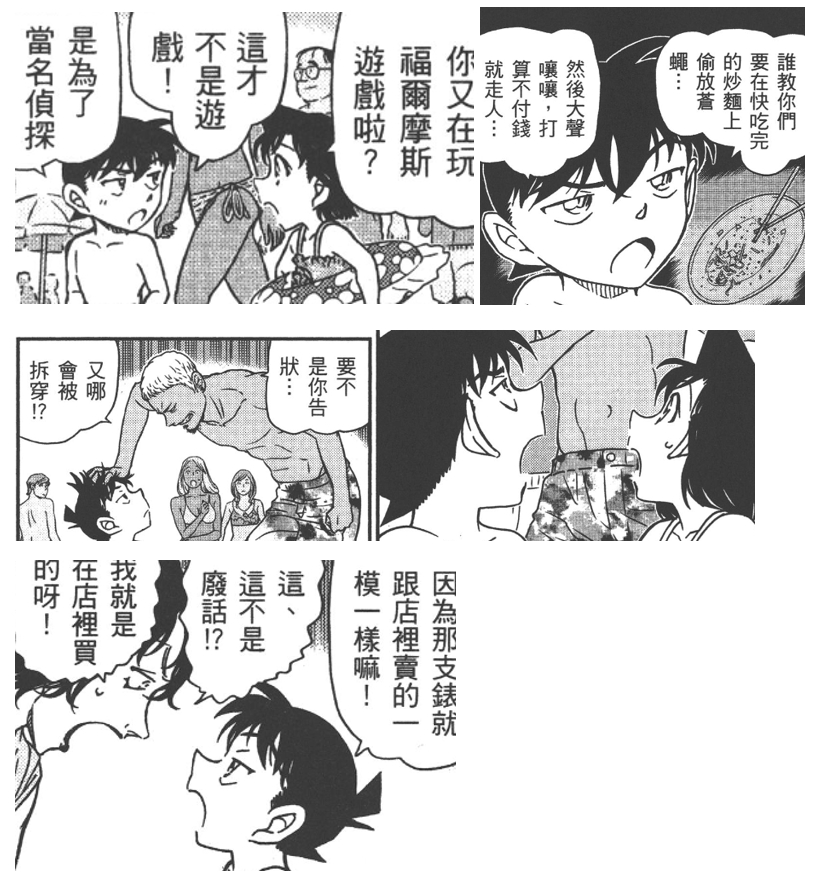 你又在玩
福爾摩斯
遊戲啦？
這才
不是遊
戲！
是為了
當名偵探
誰教你們
要在快吃完
的炒麵上
偷放蒼
蠅…
然後大聲
嚷嚷，打
算不付錢
就走人…
要不
是你告
狀…
又哪
會被
拆穿!?
因為那支錶就
跟店裡賣的一
模一樣嘛！
這、
這不是
廢話!?
我就是
在店裡買
的呀！